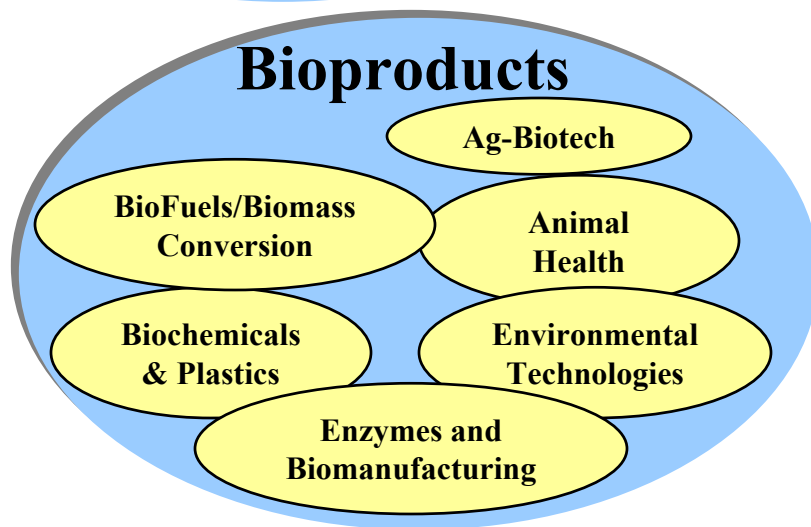 Bioproducts
Ag-Biotech
BioFuels/Biomass
Conversion
Animal
Health
Biochemicals
& Plastics
Environmental
Technologies
Enzymes and
Biomanufacturing